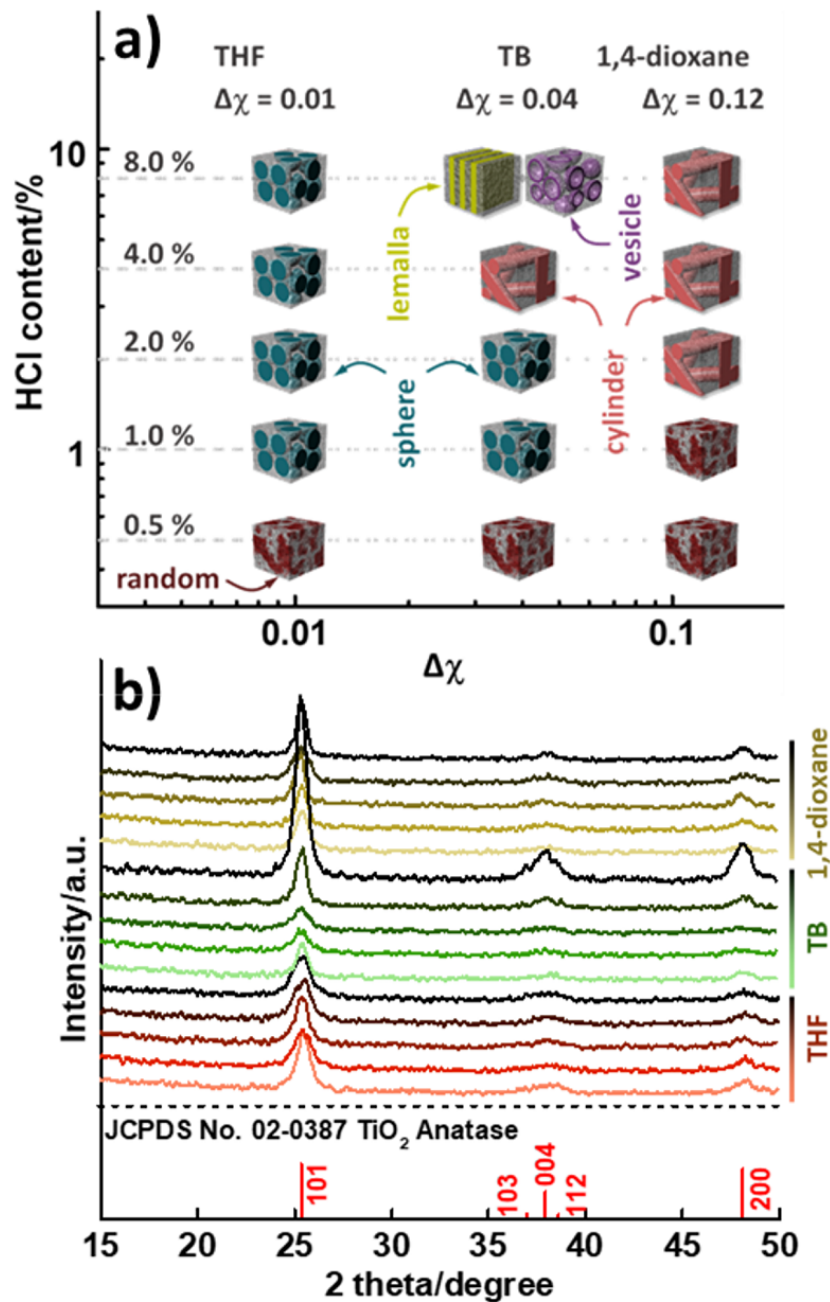 a)
THF TB 1,4-dioxane
Δχ = 0.01 Δχ = 0.04 Δχ = 0.12
10
8.0 %
4.0 %
2.0 %
1
1.0 %
0.5 %
HCl content/%
lemalla
vesicle
sphere
cylinder
random
0.01 0.1
Δχ
b)
Intensity/a.u.
1,4-dioxane
TB
THF
JCPDS No. 02-0387 TiO₂ Anatase
101
103
004
112
200
15 20 25 30 35 40 45 50
2 theta/degree